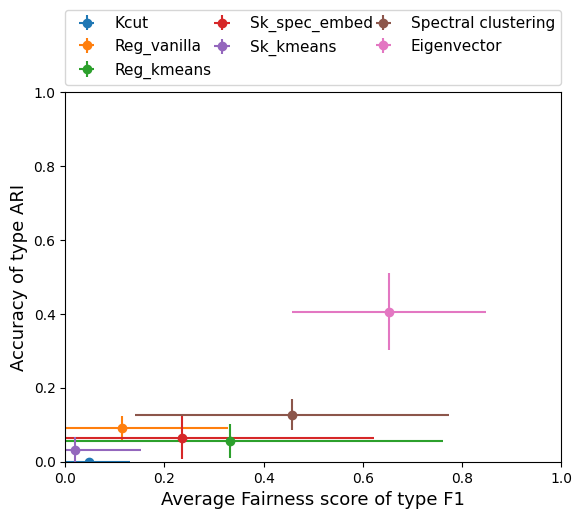 Kcut
Reg_vanilla
Reg_kmeans
Sk_spec_embed
Sk_kmeans
Spectral clustering
Eigenvector
1.0
0.8
0.6
0.4
0.2
0.0
Accuracy of type ARI
0.0 0.2 0.4 0.6 0.8 1.0
Average Fairness score of type F1